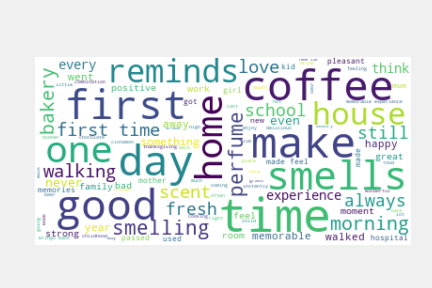 every
went
reminds
love
kid
pleasant
think
positive
work
girl
coffee
bakery
first
got
home
school
house
first time
away
perfume
new
even
still
something
one
day
make
happy
made
great
walking
never
family
bad
mother
scent
made feel
smells
memories
experience
always
good
fresh
time
feel
moment
morning
year
smelling
strong
passed
used
room
memorable
walked
hospital